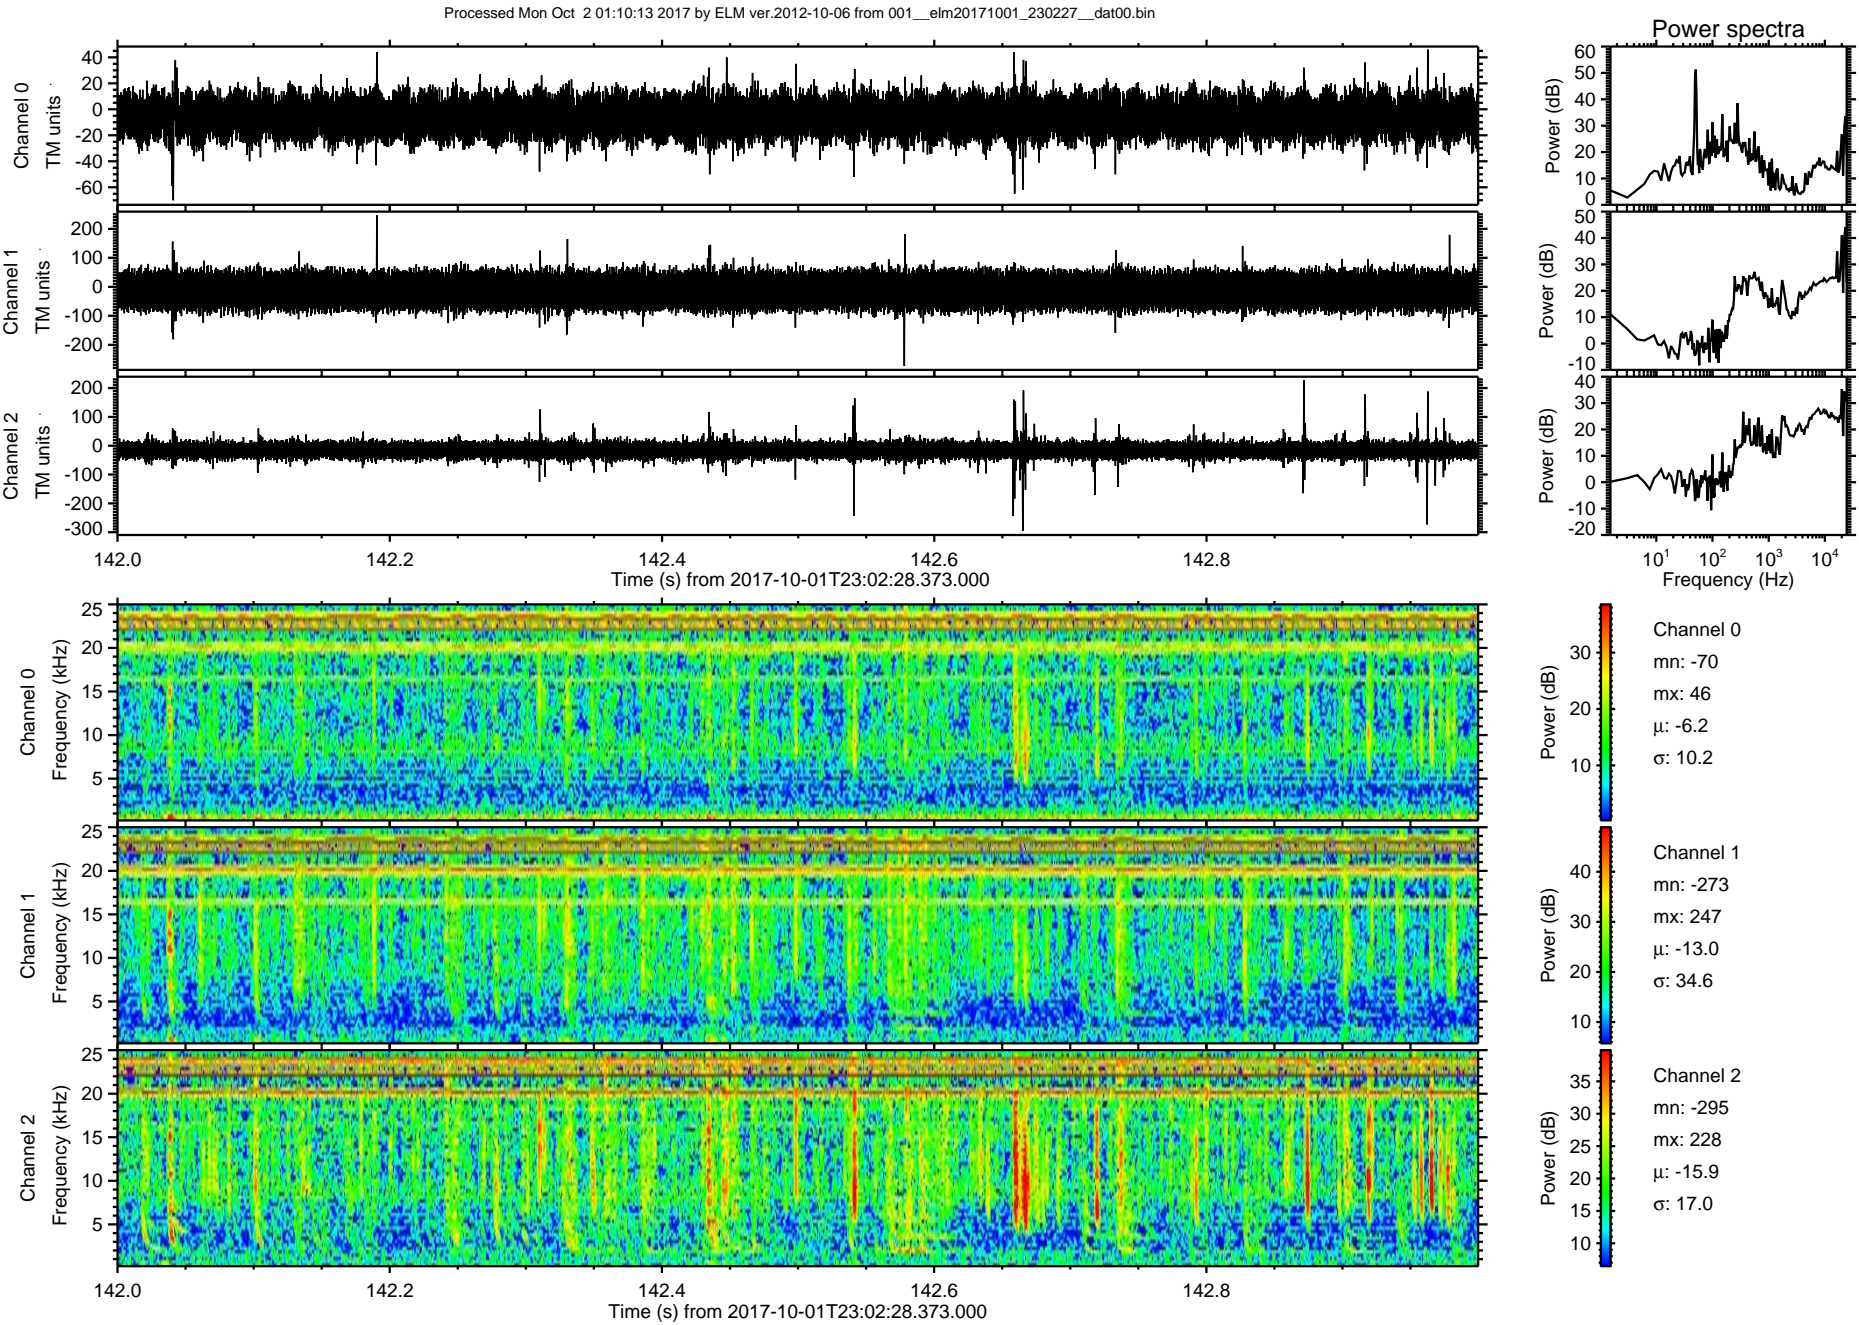 Processed Mon Oct  2 01:10:13 2017 by ELM ver.2012-10-06 from 001__elm20171001_230227__dat00.bin
Power spectra
Channel 0
TM units
40
20
0
-20
-40
-60
Power (dB)
60
50
40
30
20
10
0
Channel 1
TM units
200
100
0
-100
-200
Power (dB)
50
40
30
20
10
0
-10
Channel 2
TM units
200
100
0
-100
-200
-300
Power (dB)
40
30
20
10
0
-10
-20
142.0 142.2 142.4 142.6 142.8
Time (s) from 2017-10-01T23:02:28.373.000
10¹ 10² 10³ 10⁴
Frequency (Hz)
Channel 0
Frequency (kHz)
25
20
15
10
5
Power (dB)
30
20
10
Channel 0
mn: -70
mx: 46
μ: -6.2
σ: 10.2
Channel 1
Frequency (kHz)
25
20
15
10
5
Power (dB)
40
30
20
10
Channel 1
mn: -273
mx: 247
μ: -13.0
σ: 34.6
Channel 2
Frequency (kHz)
25
20
15
10
5
Power (dB)
35
30
25
20
15
10
Channel 2
mn: -295
mx: 228
μ: -15.9
σ: 17.0
142.0 142.2 142.4 142.6 142.8
Time (s) from 2017-10-01T23:02:28.373.000